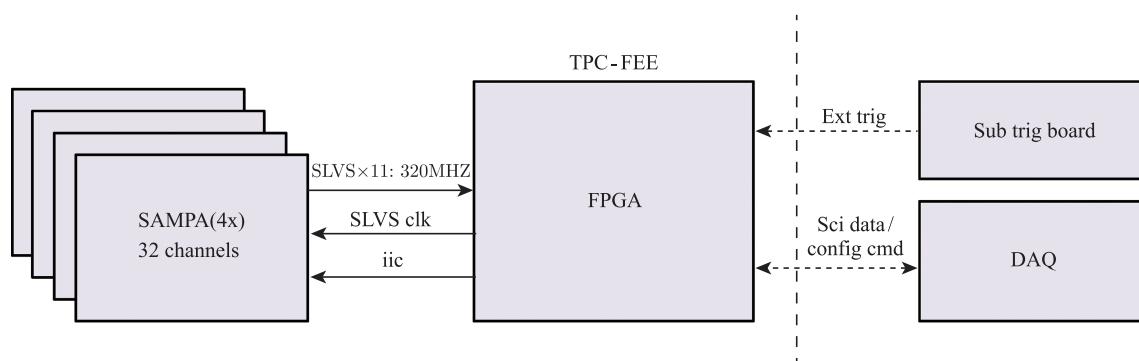 TPC-FEE
SAMPA(4x)
32 channels
SLVS×11: 320MHZ
SLVS clk
iic
FPGA
Ext trig
Sci data/
config cmd
Sub trig board
DAQ